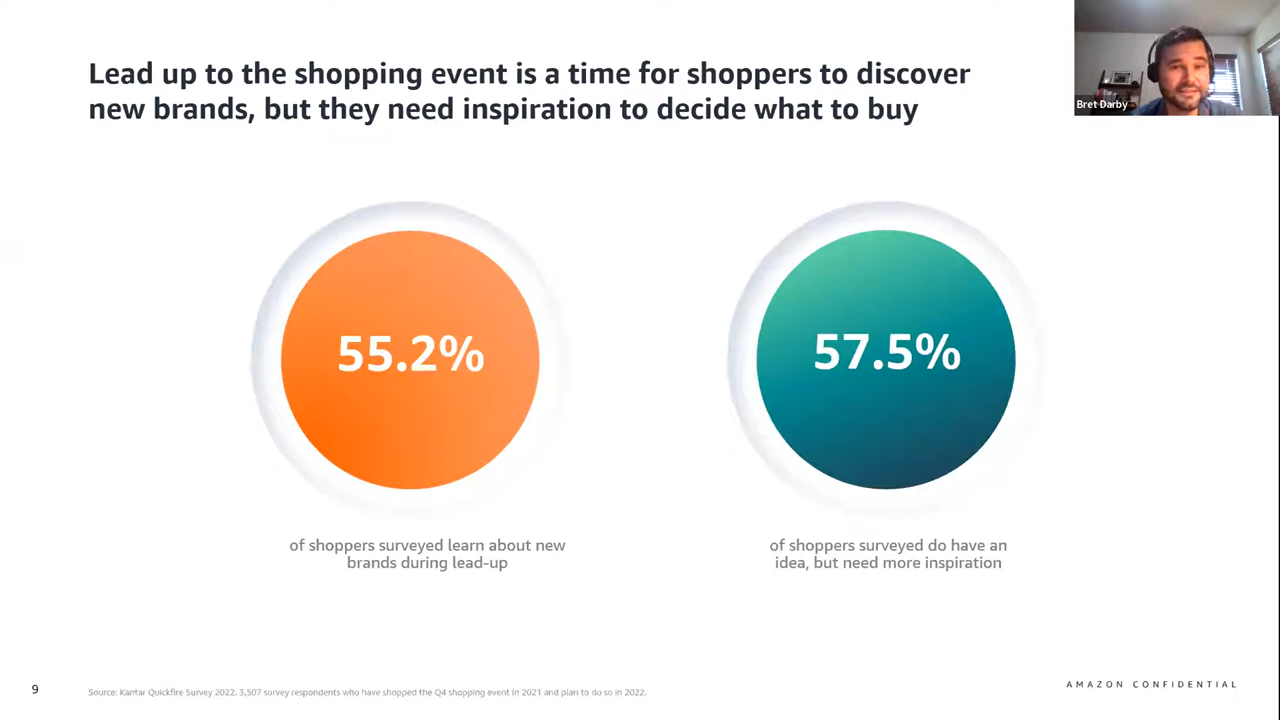 Lead up to the shopping event is a time for shoppers to discover
new brands, but they need inspiration to decide what to buy
Bret Darby
55.2%
57.5%
of shoppers surveyed learn about new
brands during lead-up
of shoppers surveyed do have an
idea, but need more inspiration
9
Source: Kantar Quickfire Survey 2022. 3,507 survey respondents who have shopped the Q4 shopping event in 2021 and plan to do so in 2022.
AMAZON CONFIDENTIAL